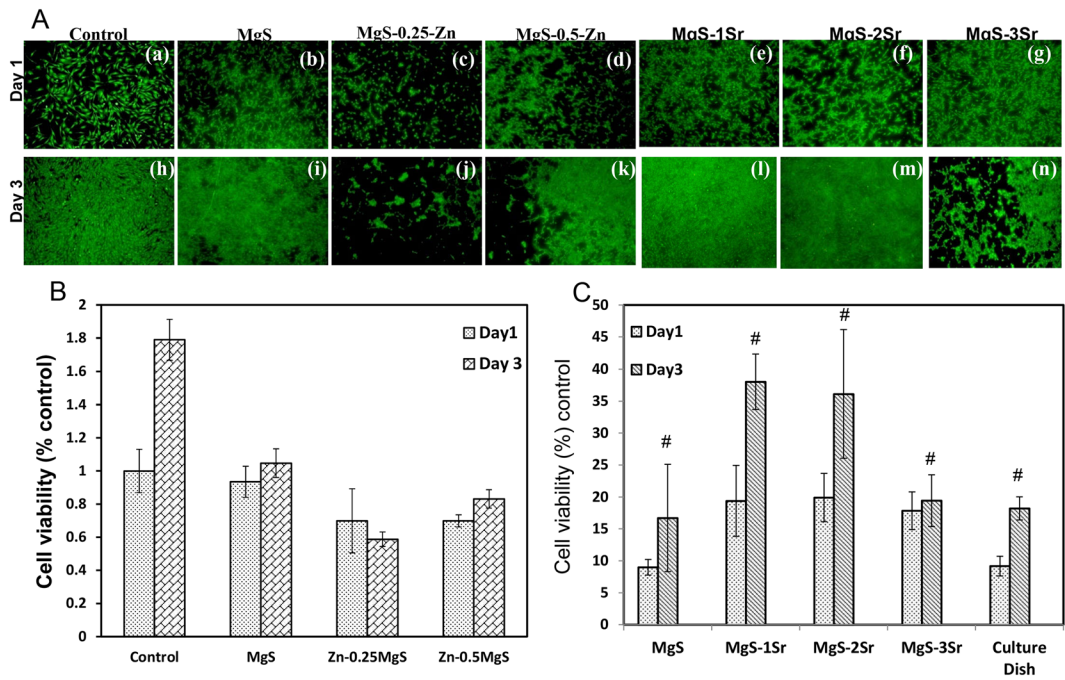 A
Control MgS MgS-0.25-Zn MgS-0.5-Zn MgS-1Sr MgS-2Sr MgS-3Sr
Day 1
(a) (b) (c) (d) (e) (f) (g)
Day 3
(h) (i) (j) (k) (l) (m) (n)
B
Cell viability (% control)
2
1.8
1.6
1.4
1.2
1
0.8
0.6
0.4
0.2
0
Day1
Day 3
Control MgS Zn-0.25MgS Zn-0.5MgS
C
Cell viability (%) control
50
45
40
35
30
25
20
15
10
5
0
Day1
Day3
# # # # #
MgS MgS-1Sr MgS-2Sr MgS-3Sr Culture
Dish